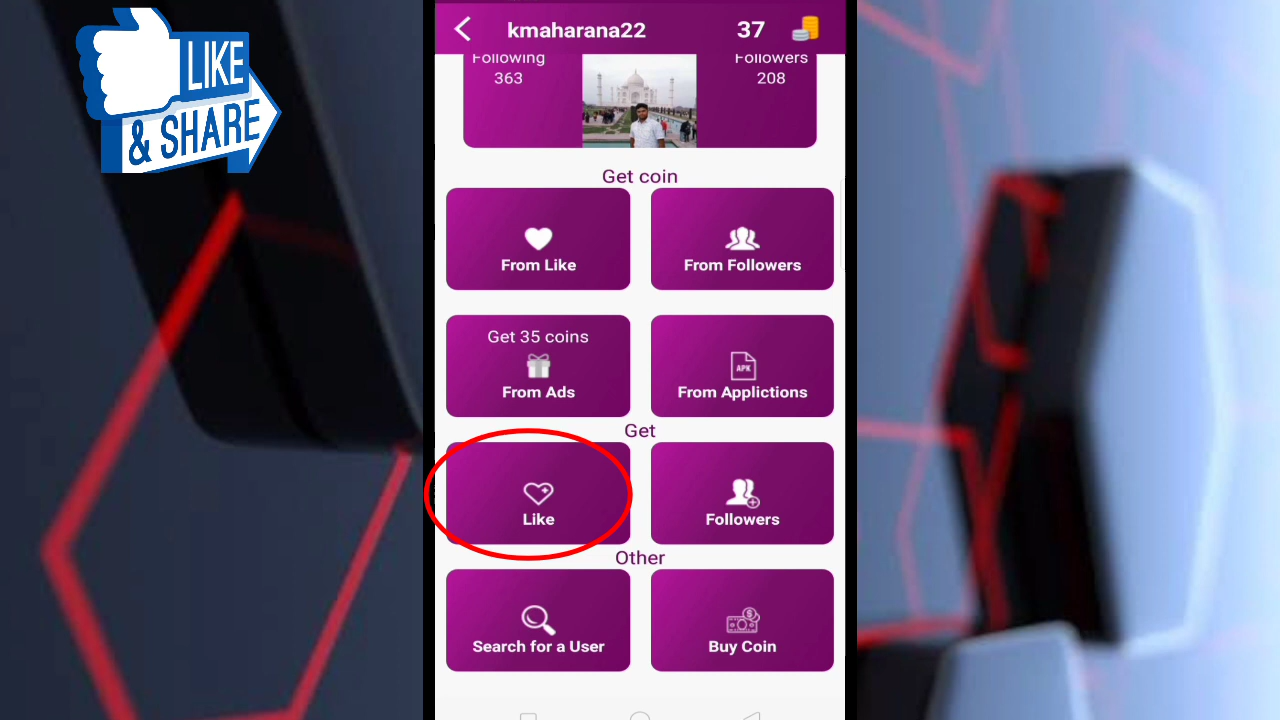 LIKE
& SHARE
kmaharana22 37
Following Followers
363 208
Get coin
From Like From Followers
Get 35 coins
APK
From Ads From Applictions
Get
Like Followers
Other
$
Search for a User Buy Coin